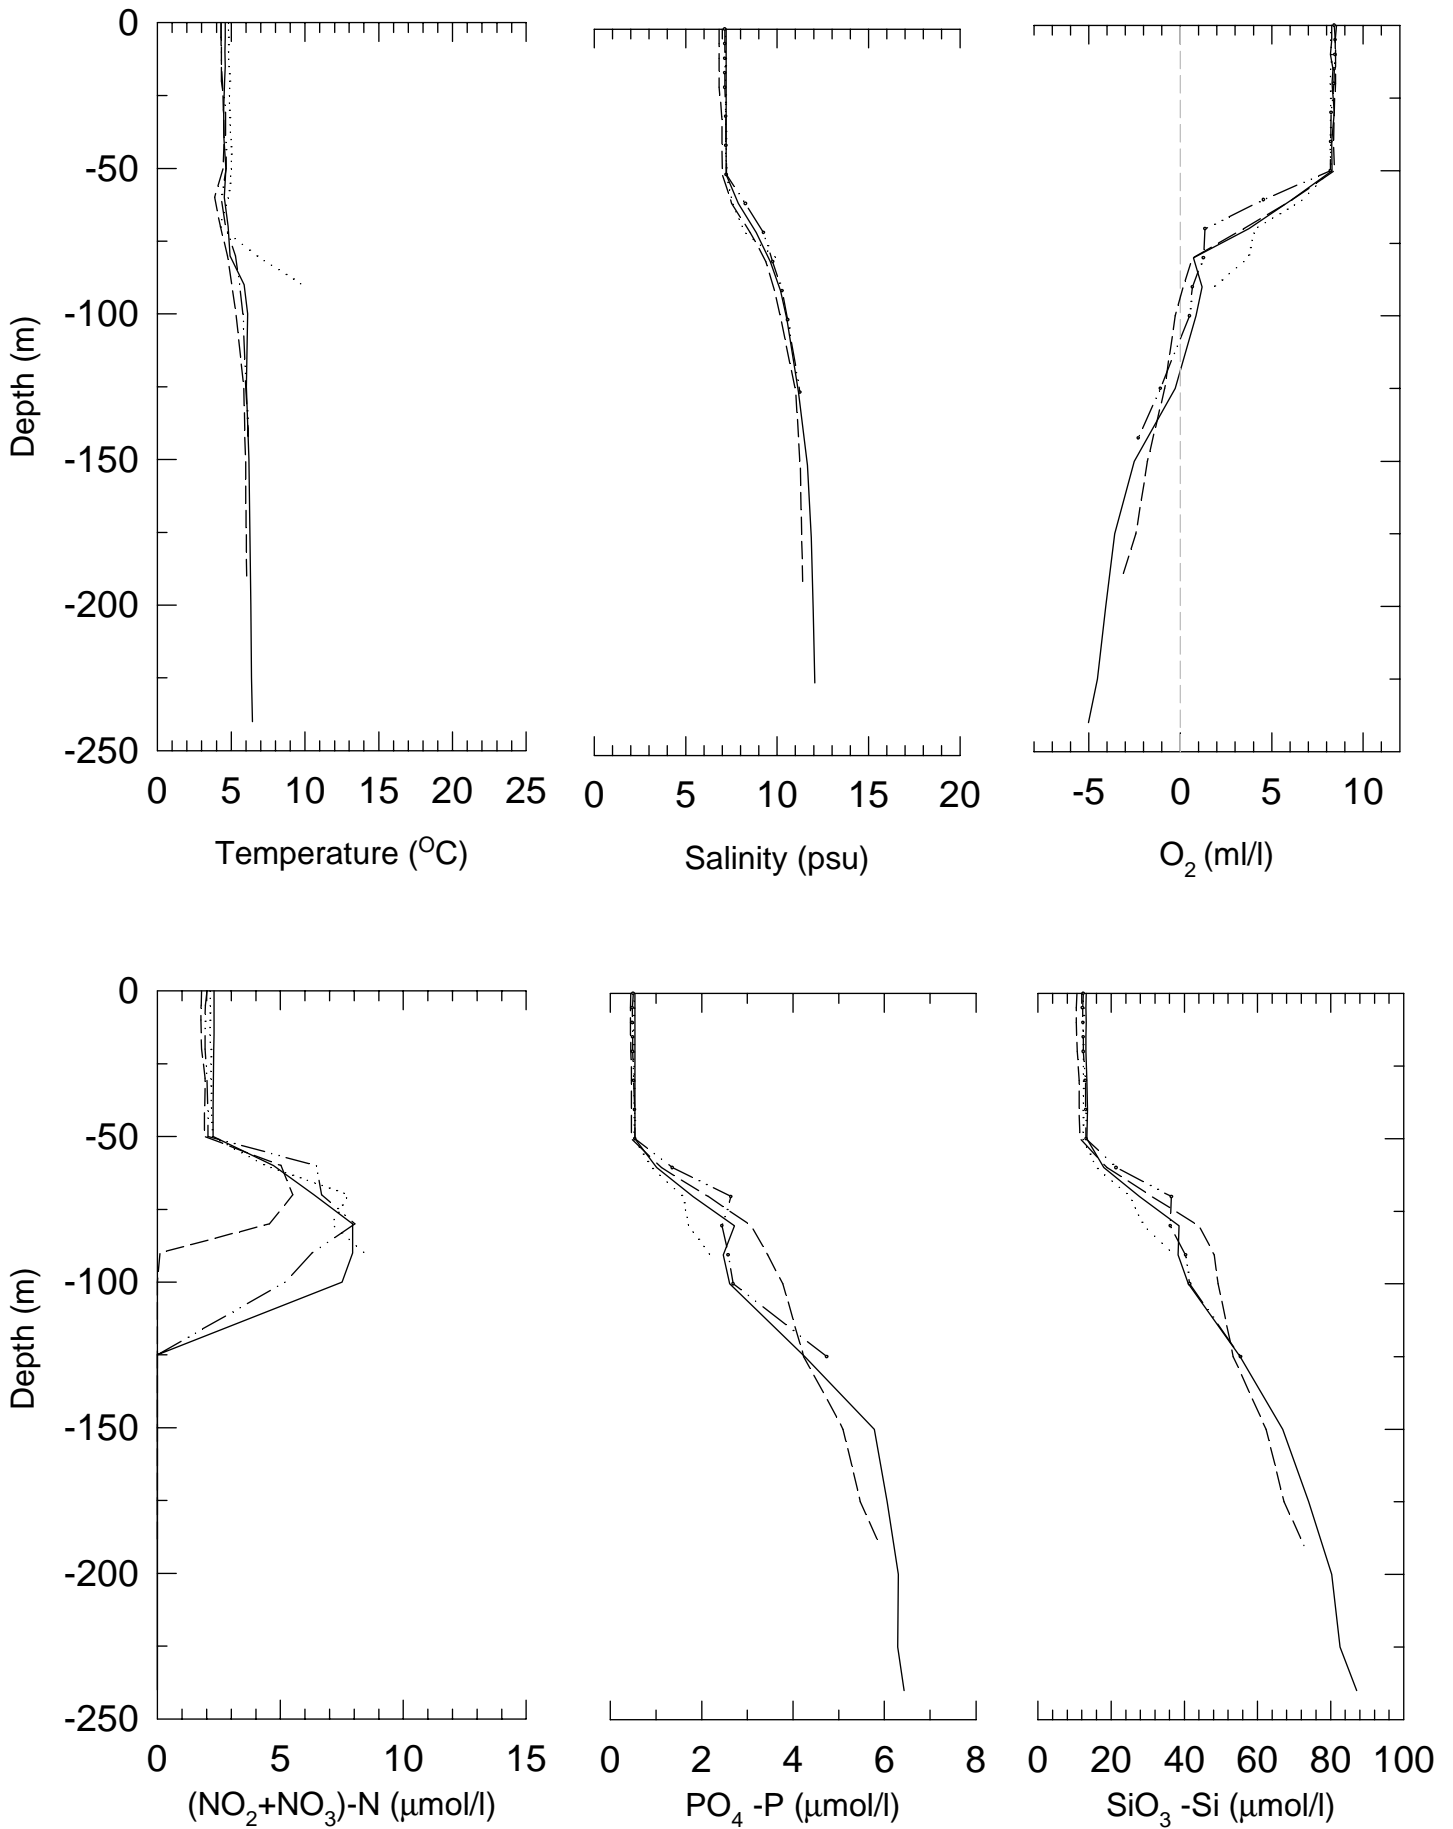 0
-50
-100
-150
-200
-250
Depth (m)
0 5 10 15 20 25
Temperature (°C)
0 5 10 15 20
Salinity (psu)
-5 0 5 10
O₂ (ml/l)
0
-50
-100
-150
-200
-250
Depth (m)
0 5 10 15
(NO₂+NO₃)-N (μmol/l)
0 2 4 6 8
PO₄ -P (μmol/l)
0 20 40 60 80 100
SiO₃ -Si (μmol/l)